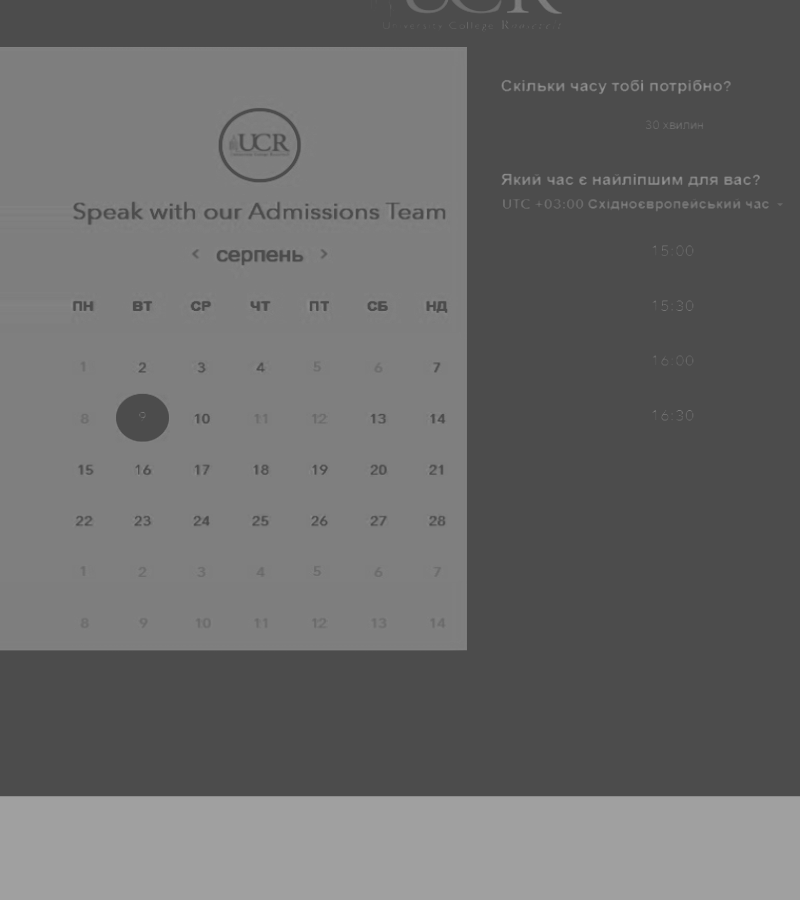 UCR
University College Roosevelt
UCR
Speak with our Admissions Team
< серпень >
ПН ВТ СР ЧТ ПТ СБ НД
1 2 3 4 5 6 7
8 9 10 11 12 13 14
15 16 17 18 19 20 21
22 23 24 25 26 27 28
1 2 3 4 5 6 7
8 9 10 11 12 13 14
Скільки часу тобі потрібно?
30 хвилин
Який час є найліпшим для вас?
UTC +03:00 Східноєвропейський час
15:00
15:30
16:00
16:30